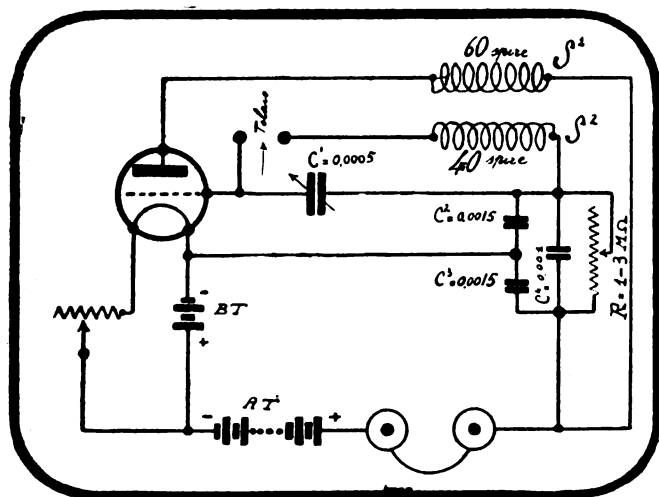 60 spire S1
Telaio
S2
40 spire
C1=0,0005
C2=0,0015
C3=0,0015
C4=0,001
R=1-3 MΩ
-
BT
+
- AT +